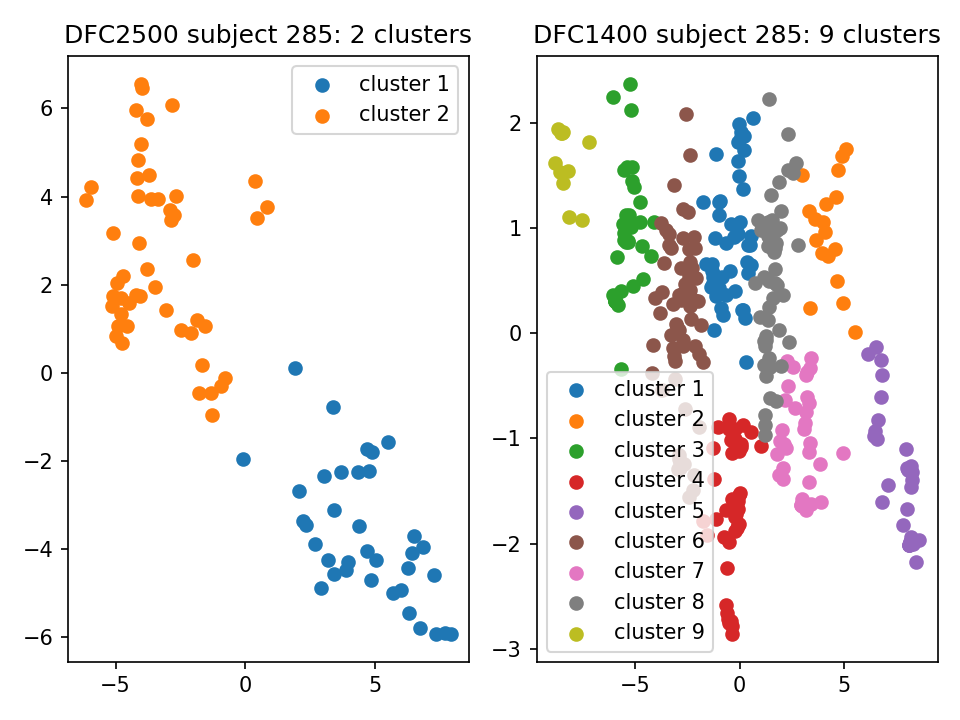 DFC2500 subject 285: 2 clusters
cluster 1
cluster 2
6
4
2
0
−2
−4
−6
−5
0
5
DFC1400 subject 285: 9 clusters
2
1
0
−1
−2
−3
cluster 1
cluster 2
cluster 3
cluster 4
cluster 5
cluster 6
cluster 7
cluster 8
cluster 9
−5
0
5